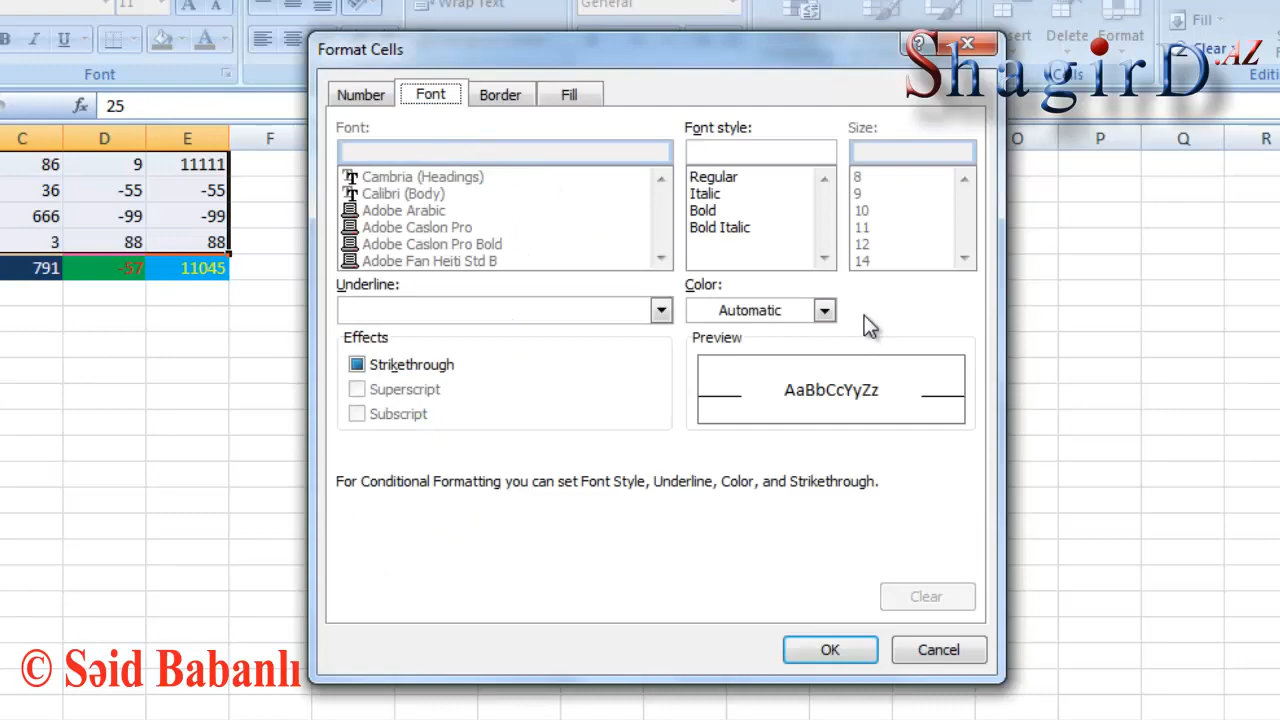 11
A
A
Wrap Text
General
B
I
U
A
Insert
Delete
Format
Fill
Clear
Font
Cells
Editi
ShagirD.AZ
fx
25
C
D
E
F
O
P
Q
R
86
9
11111
36
-55
-55
666
-99
-99
3
88
88
791
-57
11045
Format Cells
?
X
Number
Font
Border
Fill
Font:
Font style:
Size:
Cambria (Headings)
Calibri (Body)
Adobe Arabic
Adobe Caslon Pro
Adobe Caslon Pro Bold
Adobe Fan Heiti Std B
Regular
Italic
Bold
Bold Italic
8
9
10
11
12
14
Underline:
Color:
Automatic
Effects
Strikethrough
Superscript
Subscript
Preview
AaBbCcYyZz
For Conditional Formatting you can set Font Style, Underline, Color, and Strikethrough.
Clear
OK
Cancel
© Səid Babanlı